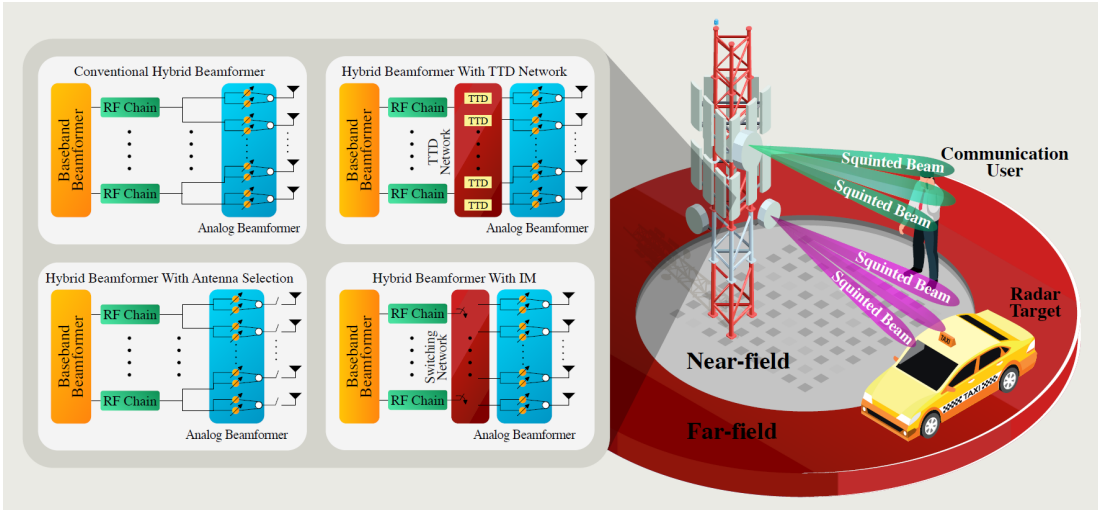 Conventional Hybrid Beamformer
Baseband
Beamformer
RF Chain
RF Chain
Analog Beamformer
Hybrid Beamformer With TTD Network
Baseband
Beamformer
RF Chain
RF Chain
TTD
Network
TTD
TTD
TTD
TTD
Analog Beamformer
Hybrid Beamformer With Antenna Selection
Baseband
Beamformer
RF Chain
RF Chain
Analog Beamformer
Hybrid Beamformer With IM
Baseband
Beamformer
RF Chain
RF Chain
Switching
Network
Analog Beamformer
Squinted Beam
Squinted Beam
Communication
User
Squinted Beam
Squinted Beam
Radar
Target
Near-field
Far-field
TAXI
TAXI